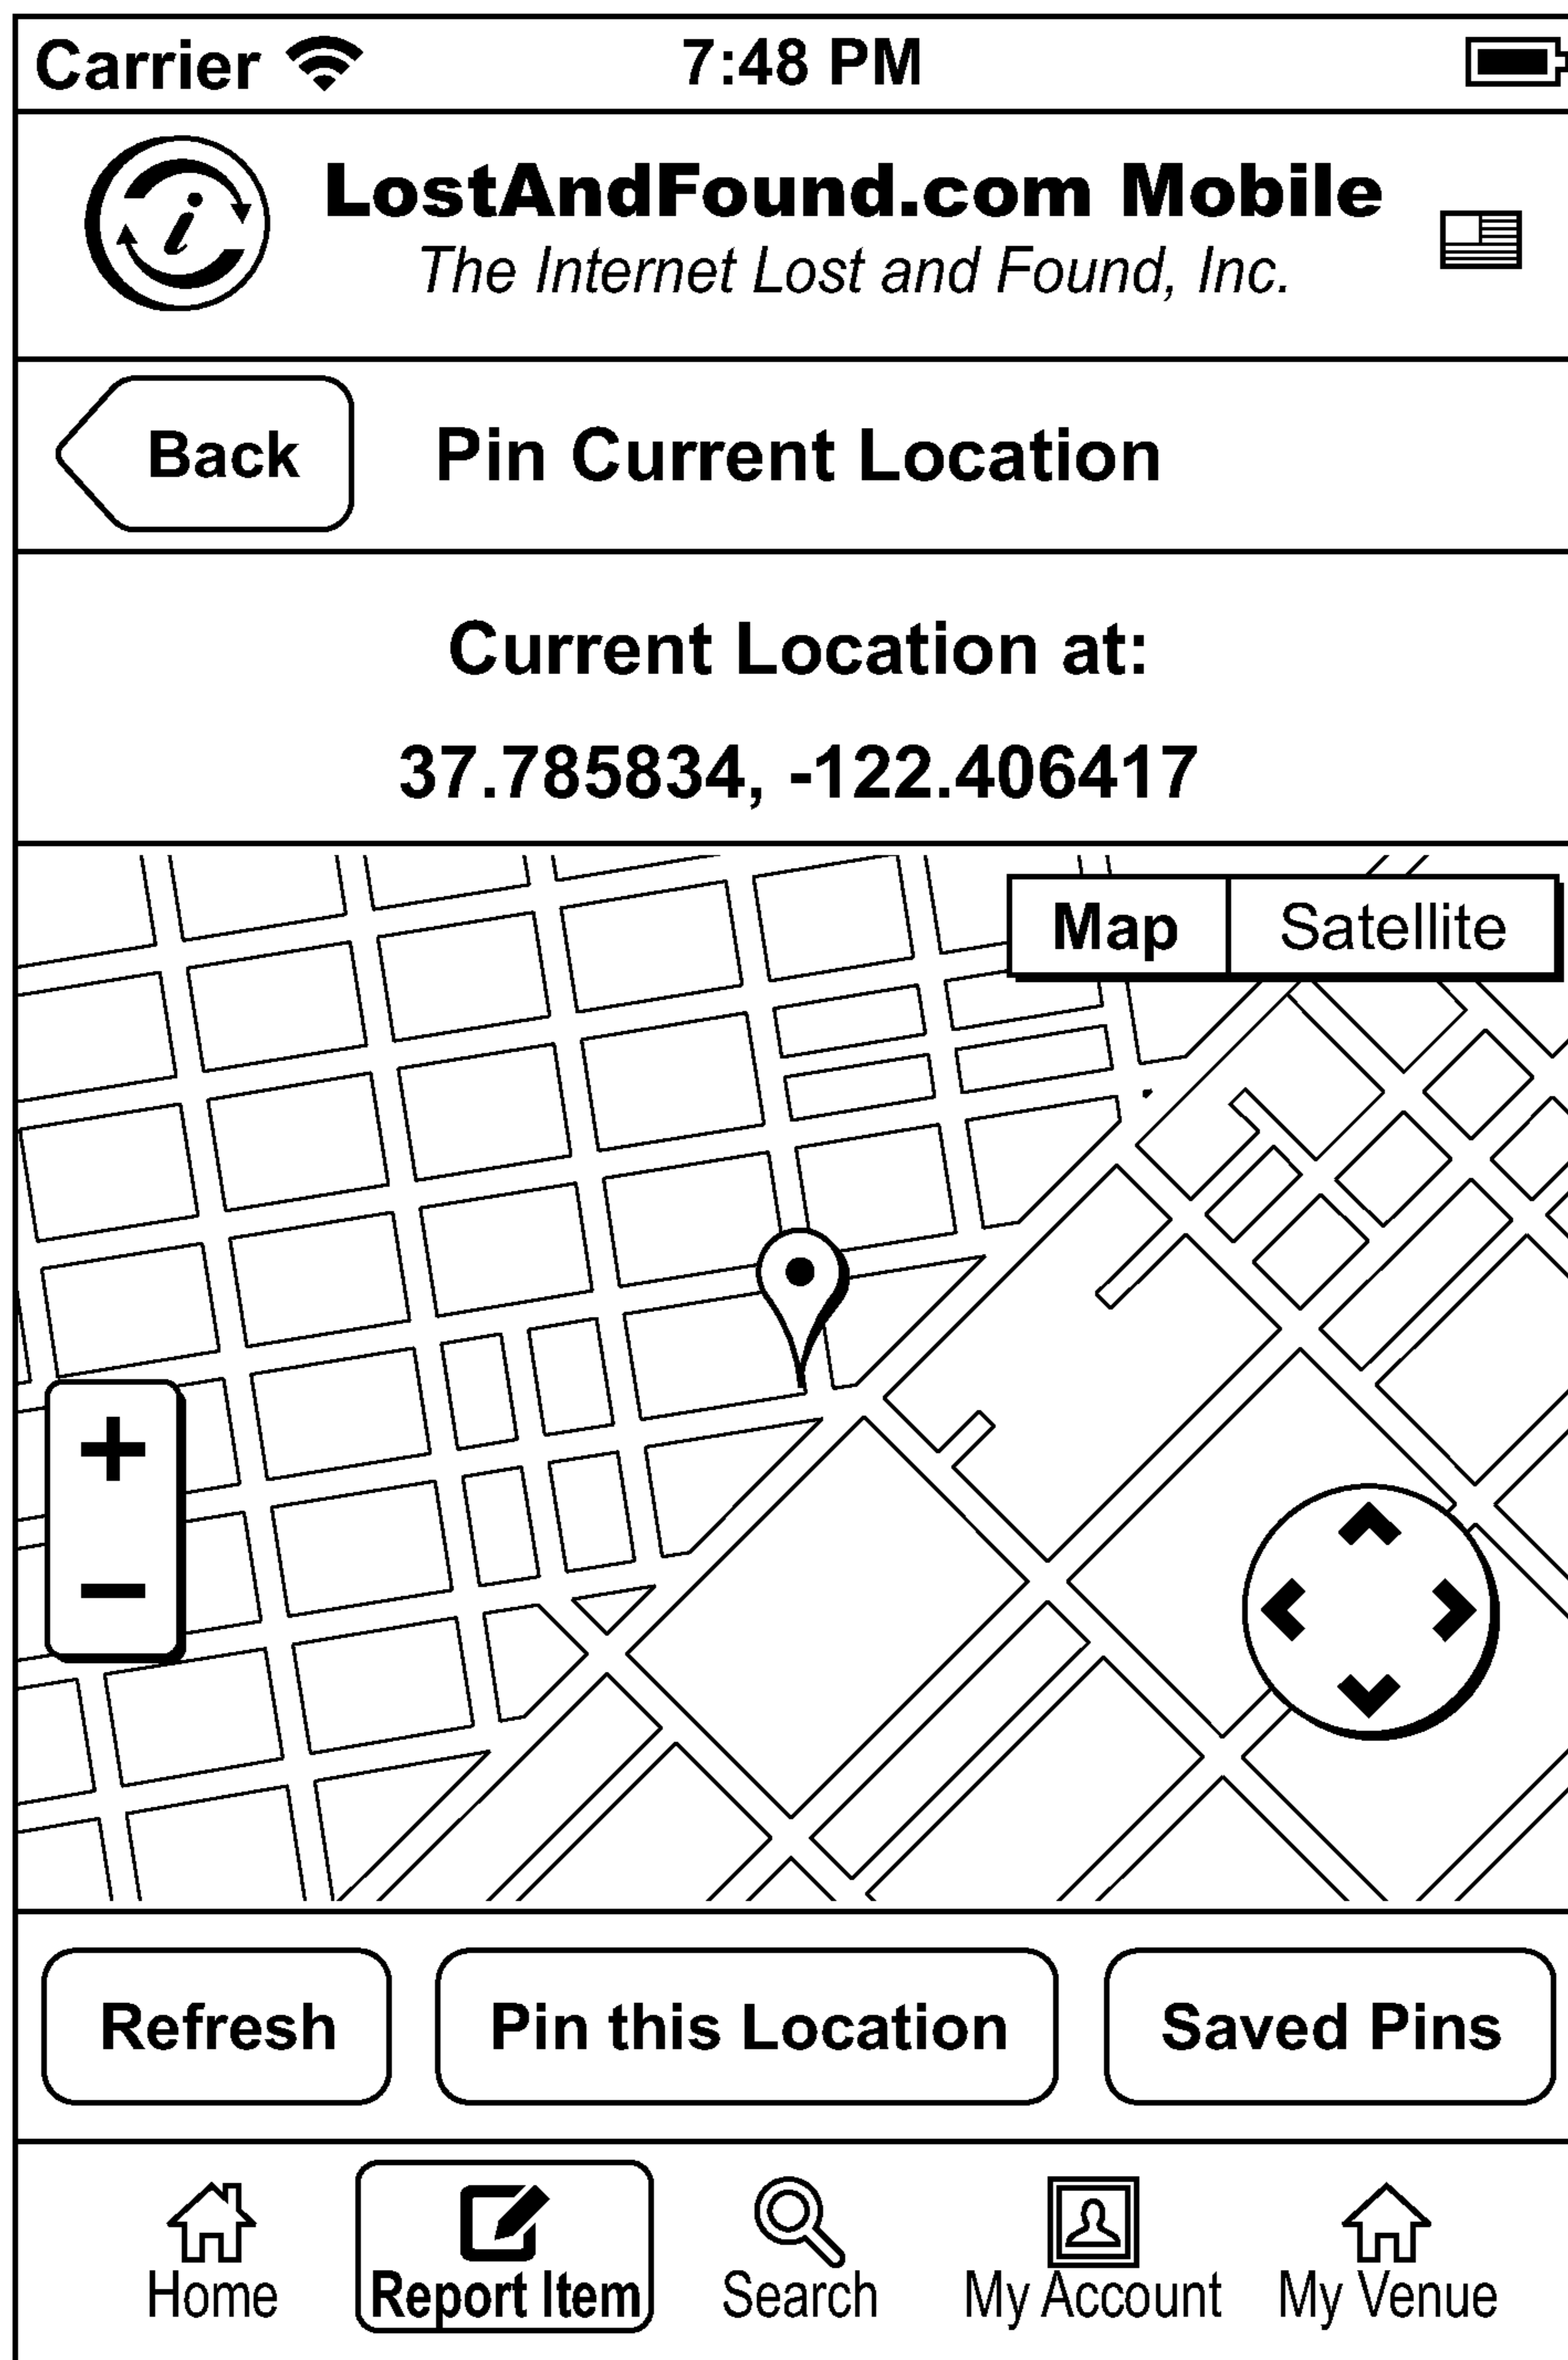 Carrier 7:48 PM
LostAndFound.com Mobile
The Internet Lost and Found, Inc.
Back Pin Current Location
Current Location at:
37.785834, -122.406417
Map Satellite
+
−
Refresh Pin this Location Saved Pins
Home Report Item Search My Account My Venue